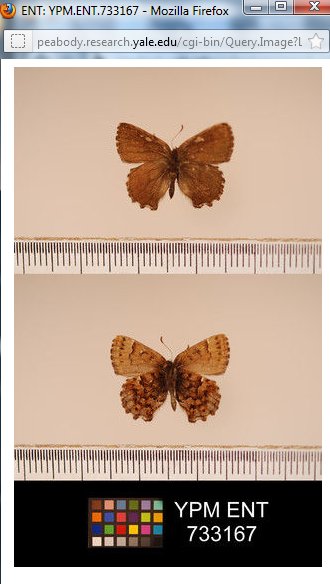 ENT: YPM.ENT.733167 - Mozilla Firefox
peabody.research.yale.edu/cgi-bin/Query.Image?L
YPM ENT
733167